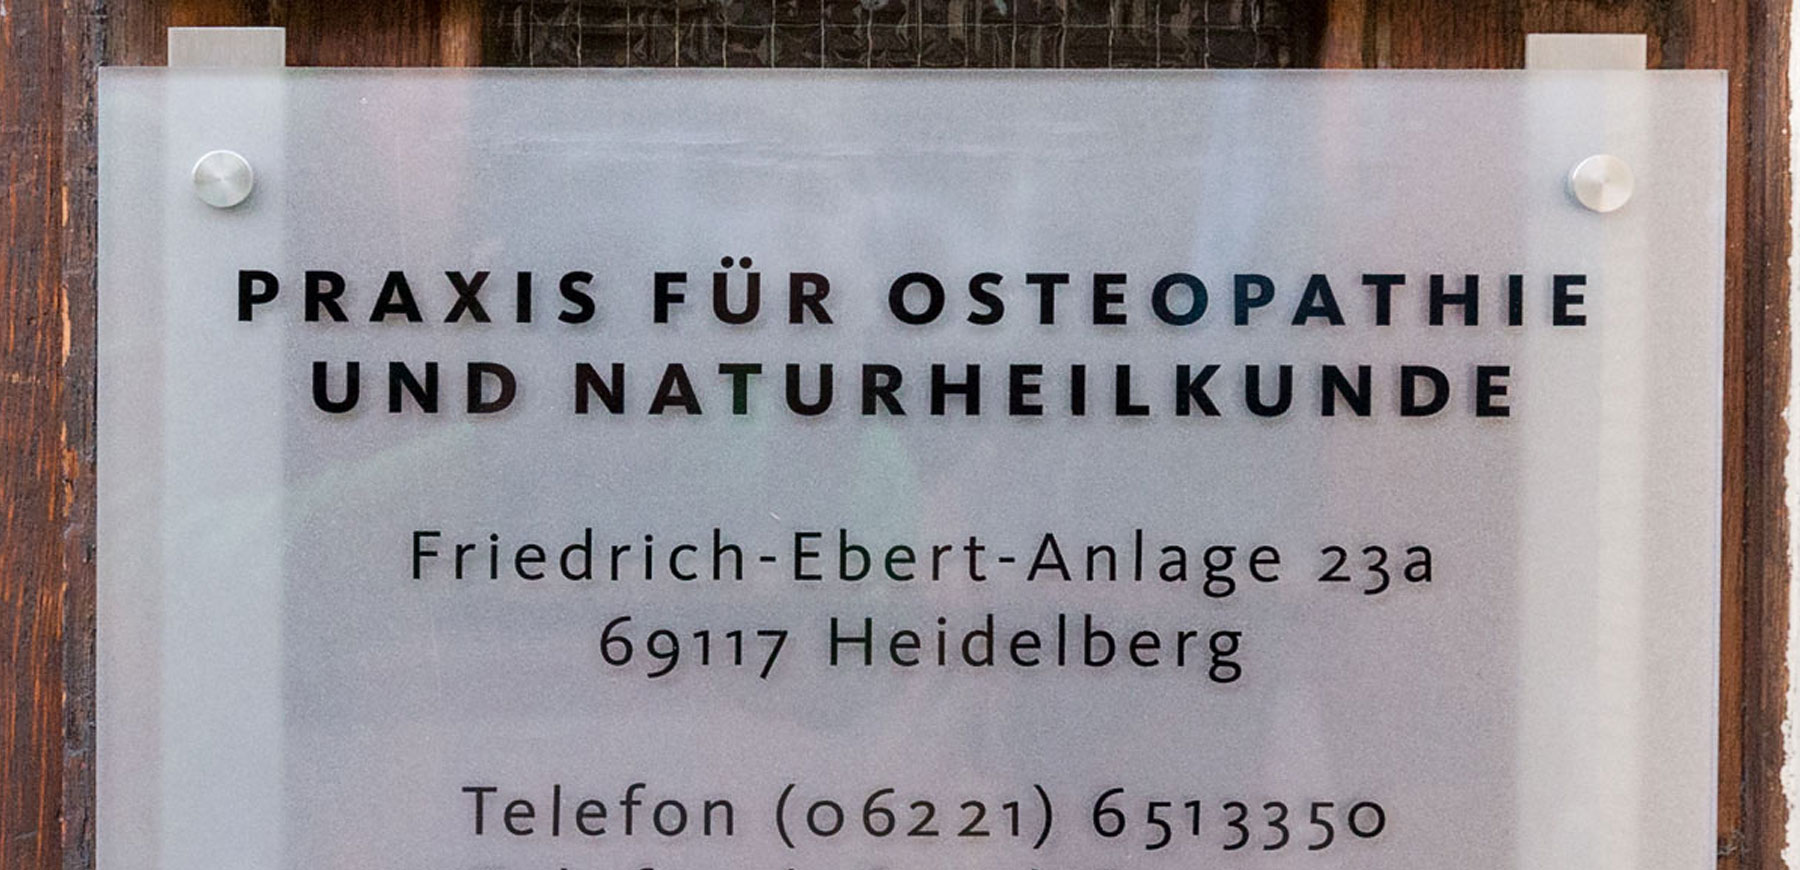 PRAXIS FÜR OSTEOPATHIE
UND NATURHEILKUNDE
Friedrich-Ebert-Anlage 23a
69117 Heidelberg
Telefon (06221) 6513350